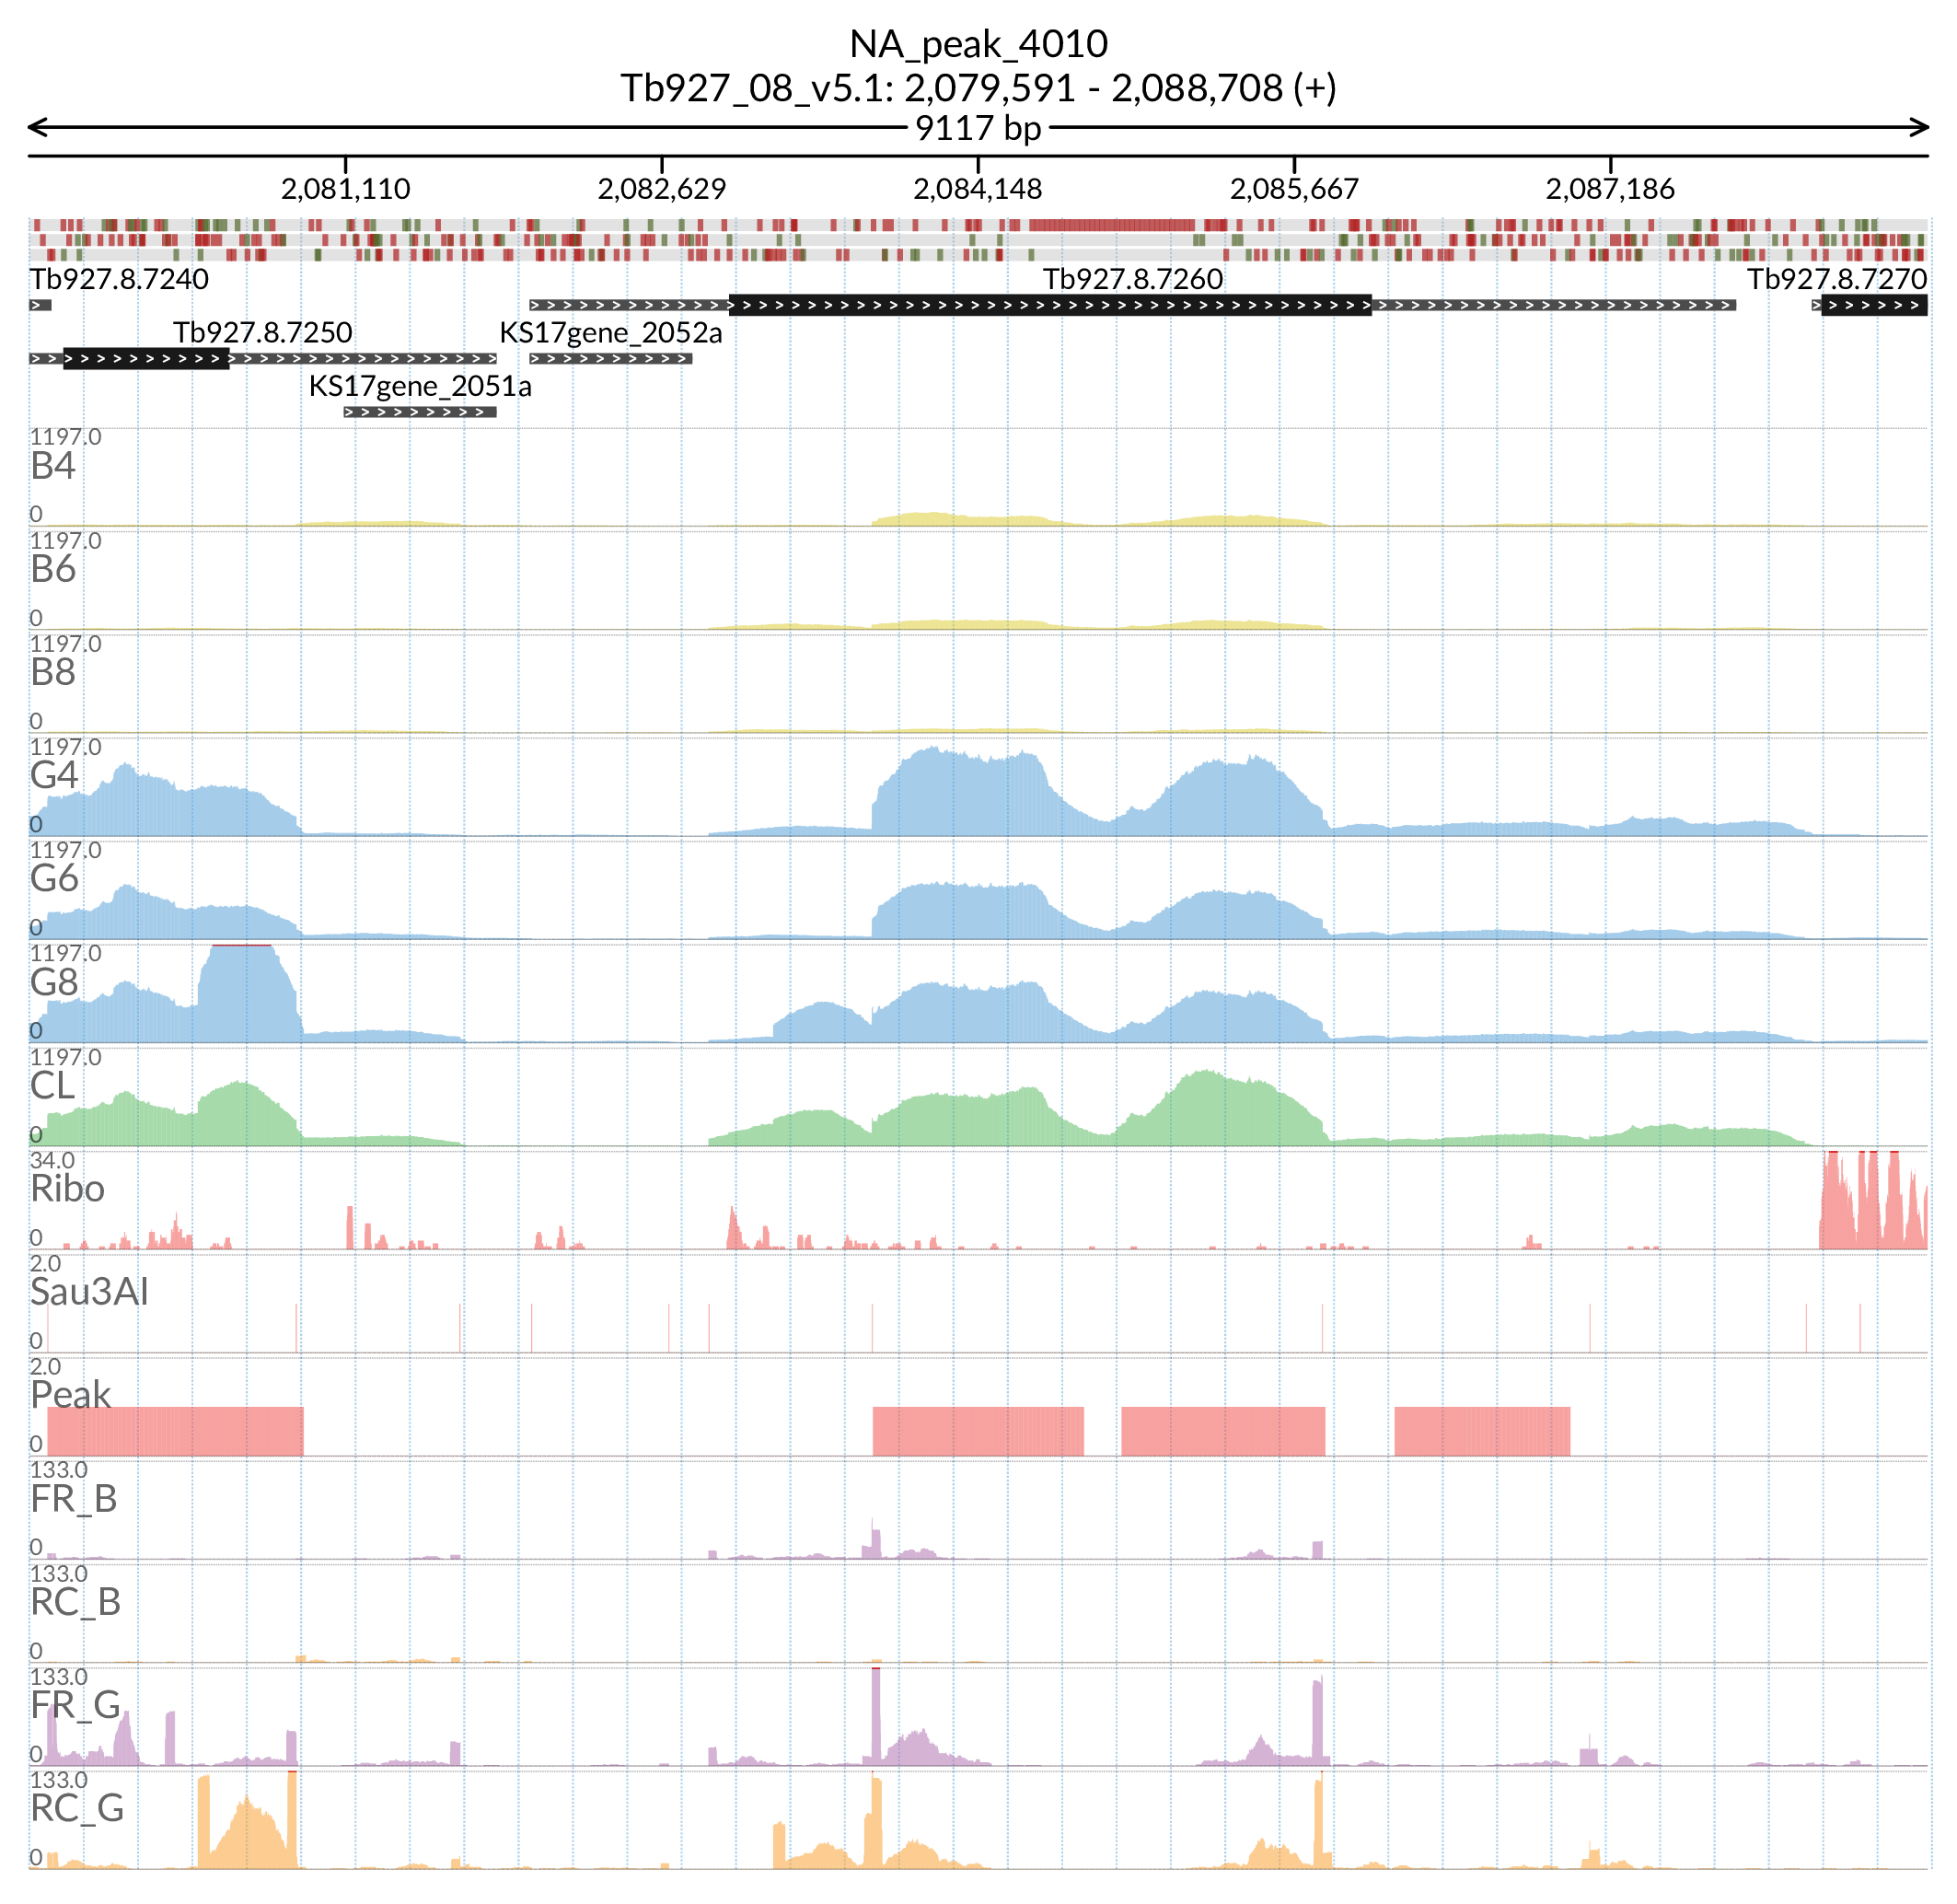 NA_peak_4010
Tb927_08_v5.1: 2,079,591 - 2,088,708 (+)
9117 bp
2,081,110 2,082,629 2,084,148 2,085,667 2,087,186
Tb927.8.7240 Tb927.8.7260 Tb927.8.7270
Tb927.8.7250 KS17gene_2052a
KS17gene_2051a
1197.0
B4
0
1197.0
B6
0
1197.0
B8
0
1197.0
G4
0
1197.0
G6
0
1197.0
G8
0
1197.0
CL
0
34.0
Ribo
0
2.0
Sau3AI
0
2.0
Peak
0
133.0
FR_B
0
133.0
RC_B
0
133.0
FR_G
0
133.0
RC_G
0